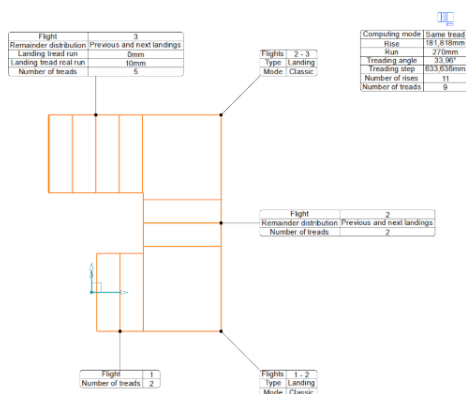 Flight 3
Remainder distribution Previous and next landings
Landing tread run 0mm
Landing tread real run 10mm
Number of treads 5
Flights 2 - 3
Type Landing
Mode Classic
Computing mode Same tread
Rise 181,818mm
Run 270mm
Treading angle 33,96°
Treading step 633,636mm
Number of rises 11
Number of treads 9
Flight 2
Remainder distribution Previous and next landings
Number of treads 2
Flight 1
Number of treads 2
Flights 1 - 2
Type Landing
Mode Classic